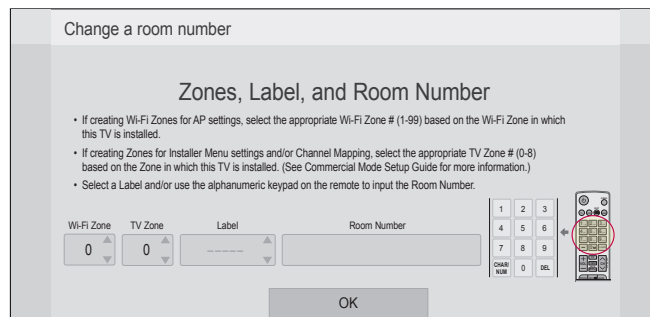 Change a room number
Zones, Label, and Room Number
• If creating Wi-Fi Zones for AP settings, select the appropriate Wi-Fi Zone # (1-99) based on the Wi-Fi Zone in which
this TV is installed.
• If creating Zones for Installer Menu settings and/or Channel Mapping, select the appropriate TV Zone # (0-8)
based on the Zone in which this TV is installed. (See Commercial Mode Setup Guide for more information.)
• Select a Label and/or use the alphanumeric keypad on the remote to input the Room Number.
Wi-Fi Zone TV Zone Label Room Number
0 0 -----
1 2 3
4 5 6
7 8 9
CHAR/
NUM 0 DEL
OK